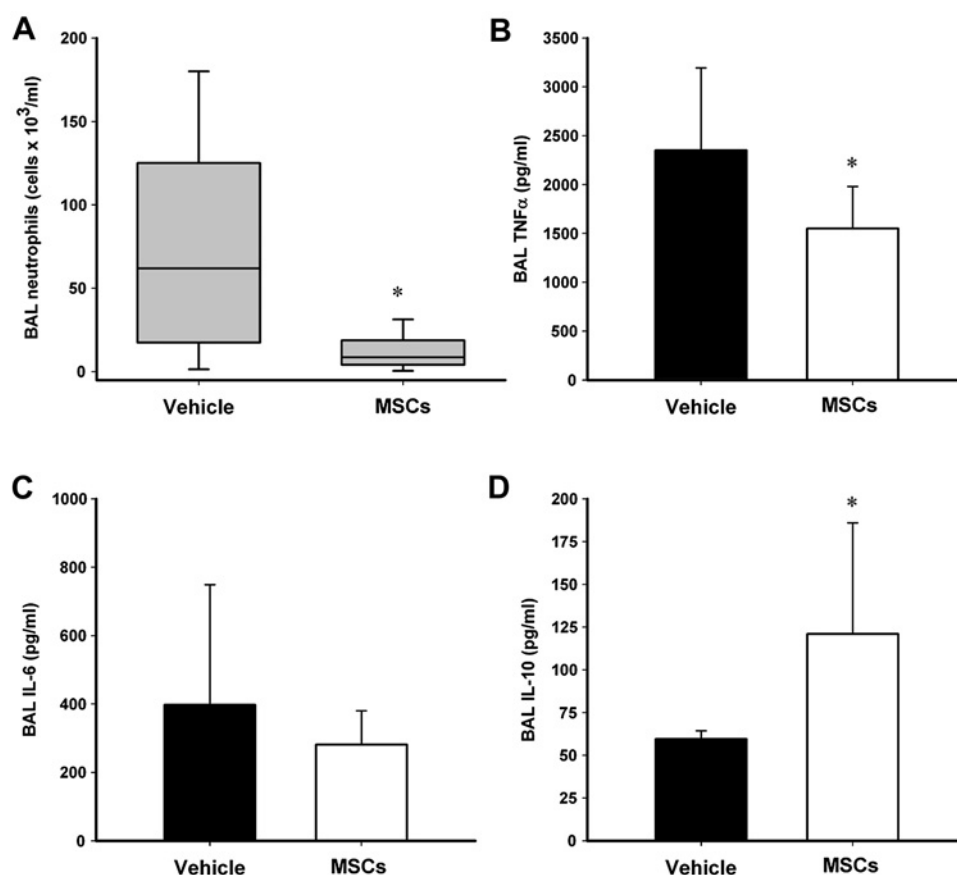 A
BAL neutrophils (cells x 10³/ml)
200
150
100
50
0
*
Vehicle
MSCs
B
BAL TNFα (pg/ml)
3500
3000
2500
2000
1500
1000
500
0
*
Vehicle
MSCs
C
BAL IL-6 (pg/ml)
1000
800
600
400
200
0
Vehicle
MSCs
D
BAL IL-10 (pg/ml)
200
175
150
125
100
75
50
25
0
*
Vehicle
MSCs